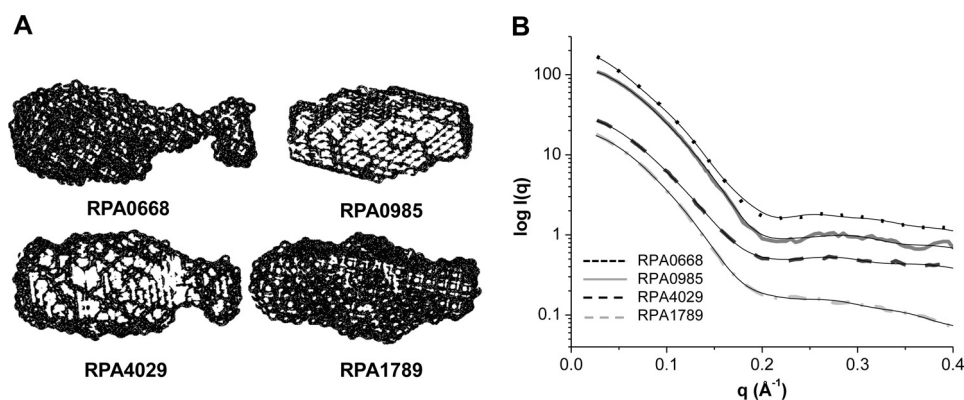 A
RPA0668
RPA0985
RPA4029
RPA1789
B
log I(q)
100
10
1
0.1
RPA0668
RPA0985
RPA4029
RPA1789
0.0
0.1
0.2
0.3
0.4
q (Å⁻¹)